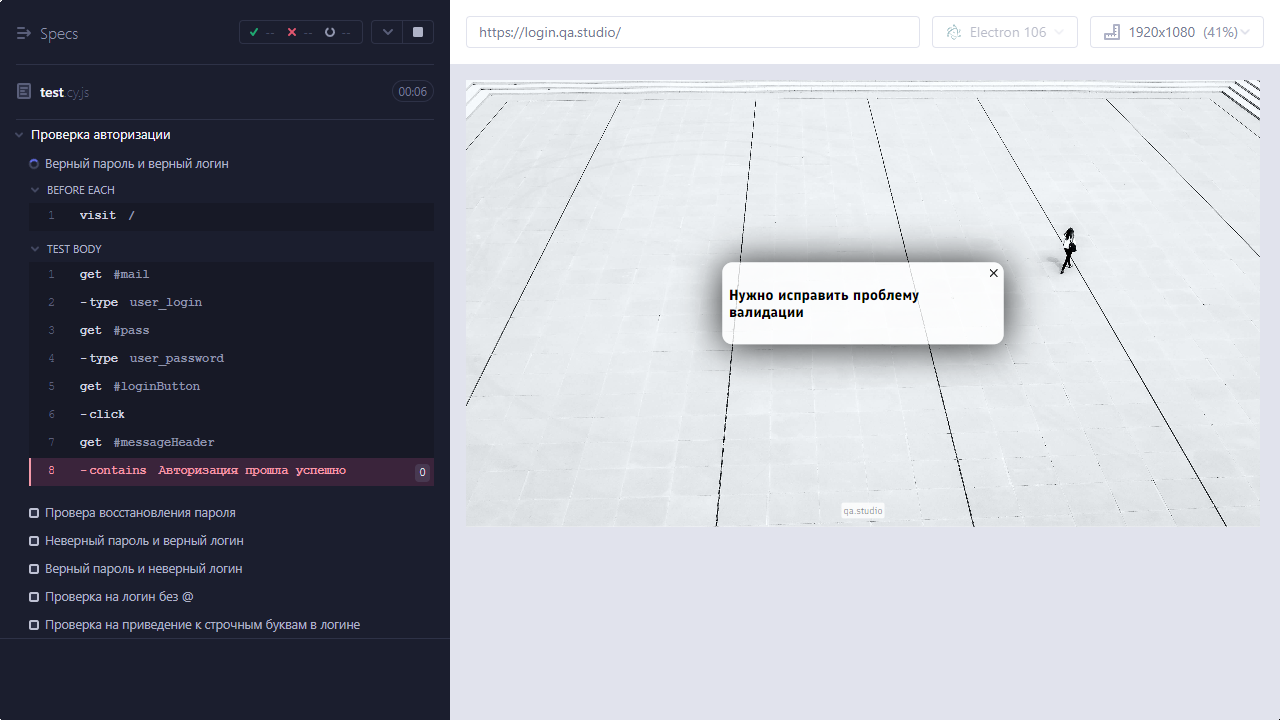 Specs
--
--
--
test.cy.js
00:06
Проверка авторизации
Верный пароль и верный логин
BEFORE EACH
1 visit /
TEST BODY
1 get #mail
2 -type user_login
3 get #pass
4 -type user_password
5 get #loginButton
6 -click
7 get #messageHeader
8 -contains Авторизация прошла успешно 0
Провера восстановления пароля
Неверный пароль и верный логин
Верный пароль и неверный логин
Проверка на логин без @
Проверка на приведение к строчным буквам в логине
https://login.qa.studio/
Electron 106
1920x1080 (41%)
Нужно исправить проблему
валидации
qa.studio